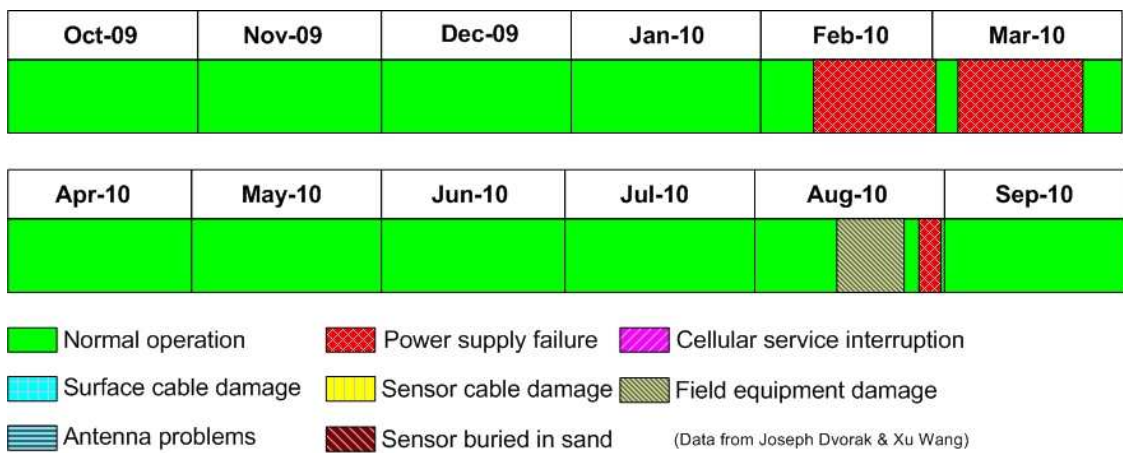 Oct-09 Nov-09 Dec-09 Jan-10 Feb-10 Mar-10
Apr-10 May-10 Jun-10 Jul-10 Aug-10 Sep-10
Normal operation Power supply failure Cellular service interruption
Surface cable damage Sensor cable damage Field equipment damage
Antenna problems Sensor buried in sand (Data from Joseph Dvorak & Xu Wang)